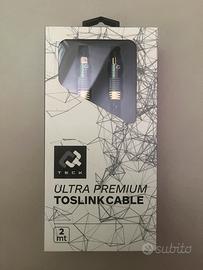 TECK
ULTRA PREMIUM
TOSLINK CABLE
2
mt
subito